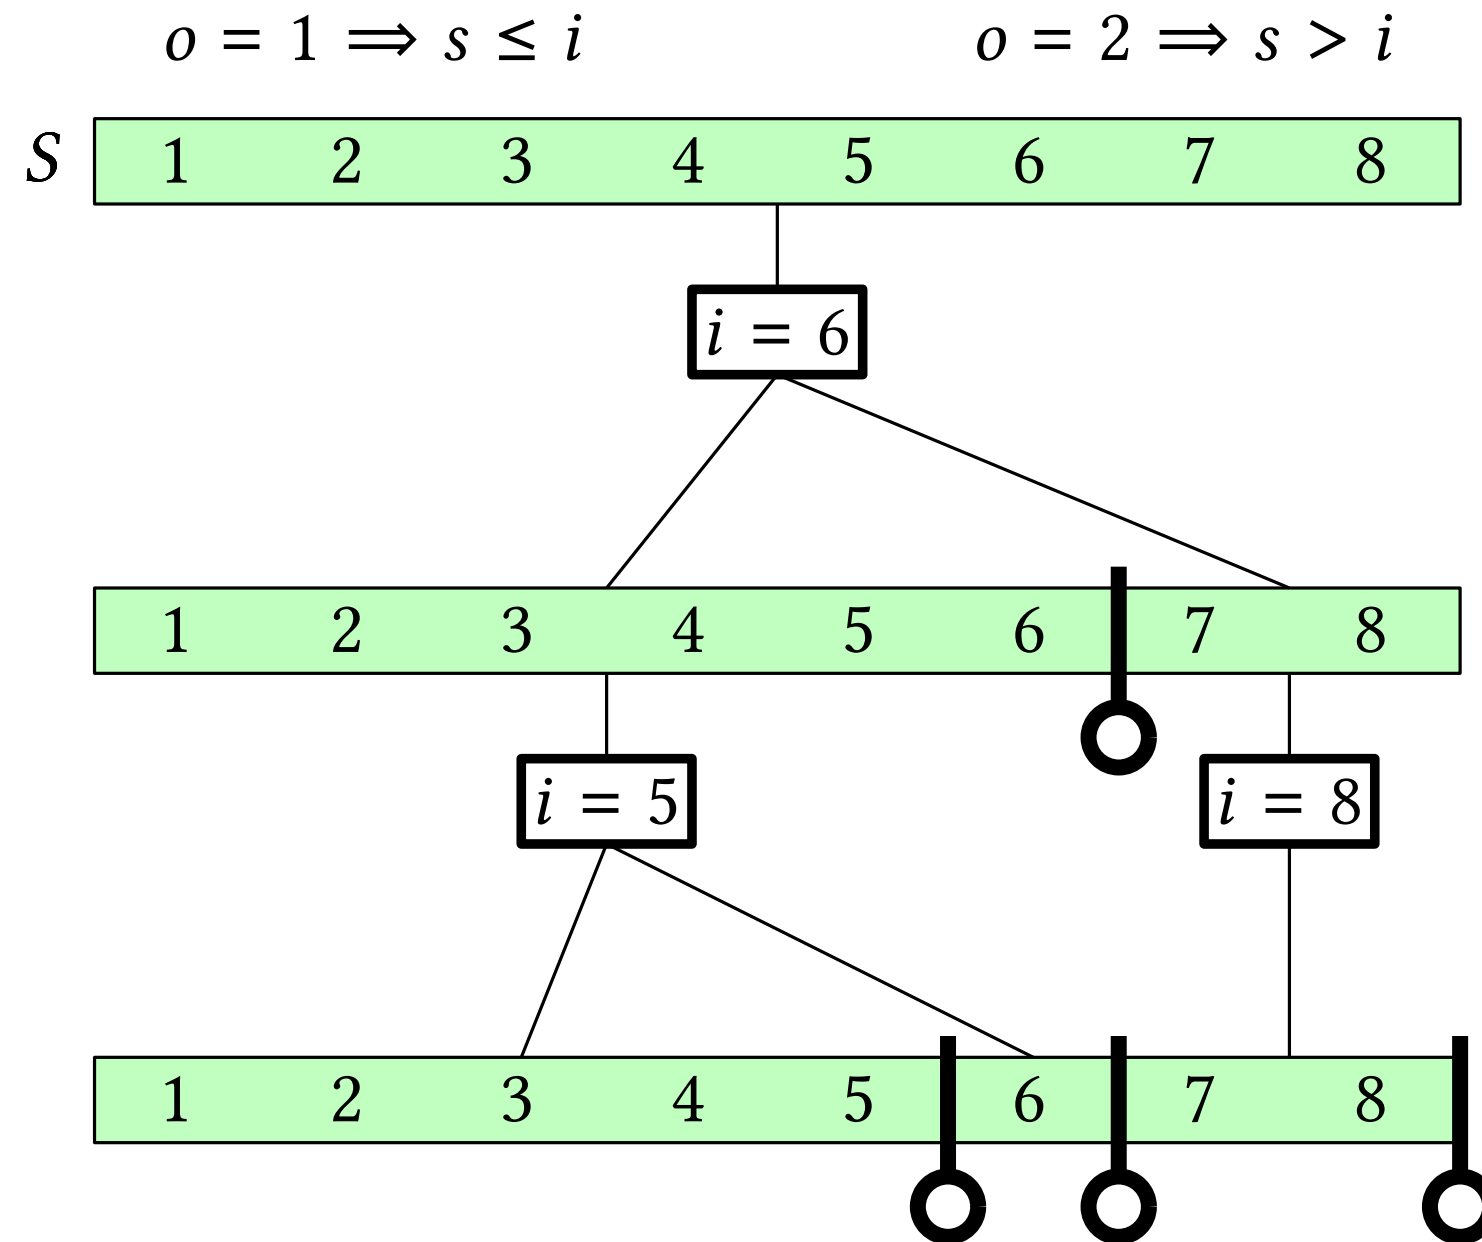 o = 1 ⟹ s ≤ i
o = 2 ⟹ s > i
S 1 2 3 4 5 6 7 8
i = 6
1 2 3 4 5 6 7 8
i = 5
i = 8
1 2 3 4 5 6 7 8